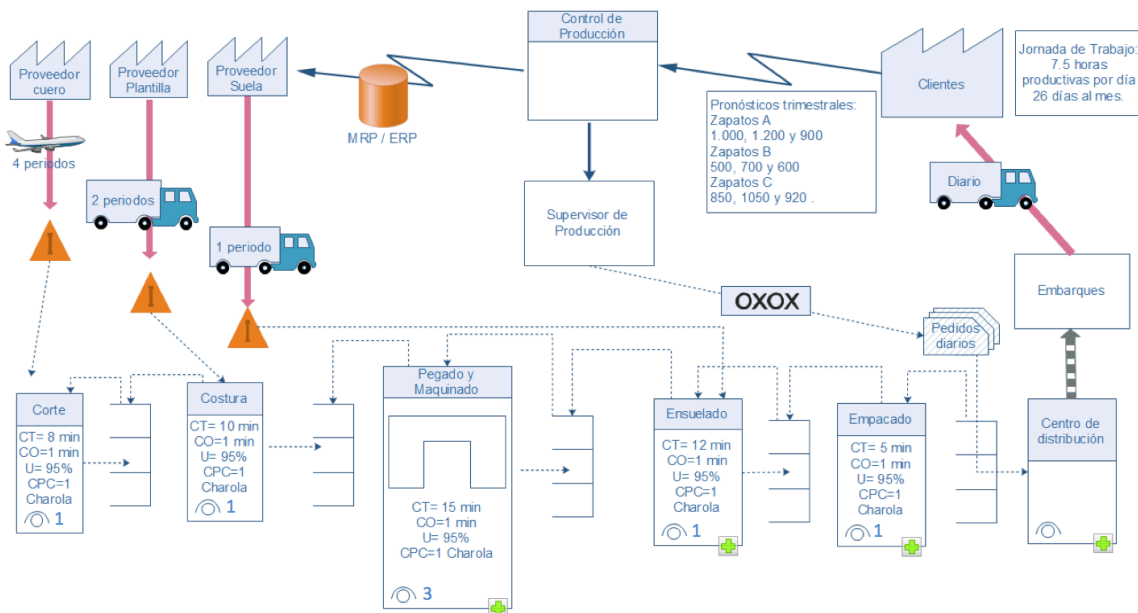 Proveedor
cuero
Proveedor
Plantilla
Proveedor
Suela
MRP / ERP
Control de
Producción
Clientes
Jornada de Trabajo:
7.5 horas
productivas por día
26 días al mes.
Pronósticos trimestrales:
Zapatos A
1.000, 1.200 y 900
Zapatos B
500, 700 y 600
Zapatos C
850, 1050 y 920 .
4 periodos
2 periodos
1 periodo
Diario
Supervisor de
Producción
Embarques
OXOX
Pedidos
diarios
I
I
I
Corte
CT= 8 min
CO=1 min
U= 95%
CPC=1
Charola
1
Costura
CT= 10 min
CO=1 min
U= 95%
CPC=1
Charola
1
Pegado y
Maquinado
CT= 15 min
CO=1 min
U= 95%
CPC=1 Charola
3
Ensuelado
CT= 12 min
CO=1 min
U= 95%
CPC=1
Charola
1
Empacado
CT= 5 min
CO=1 min
U= 95%
CPC=1
Charola
1
Centro de
distribución